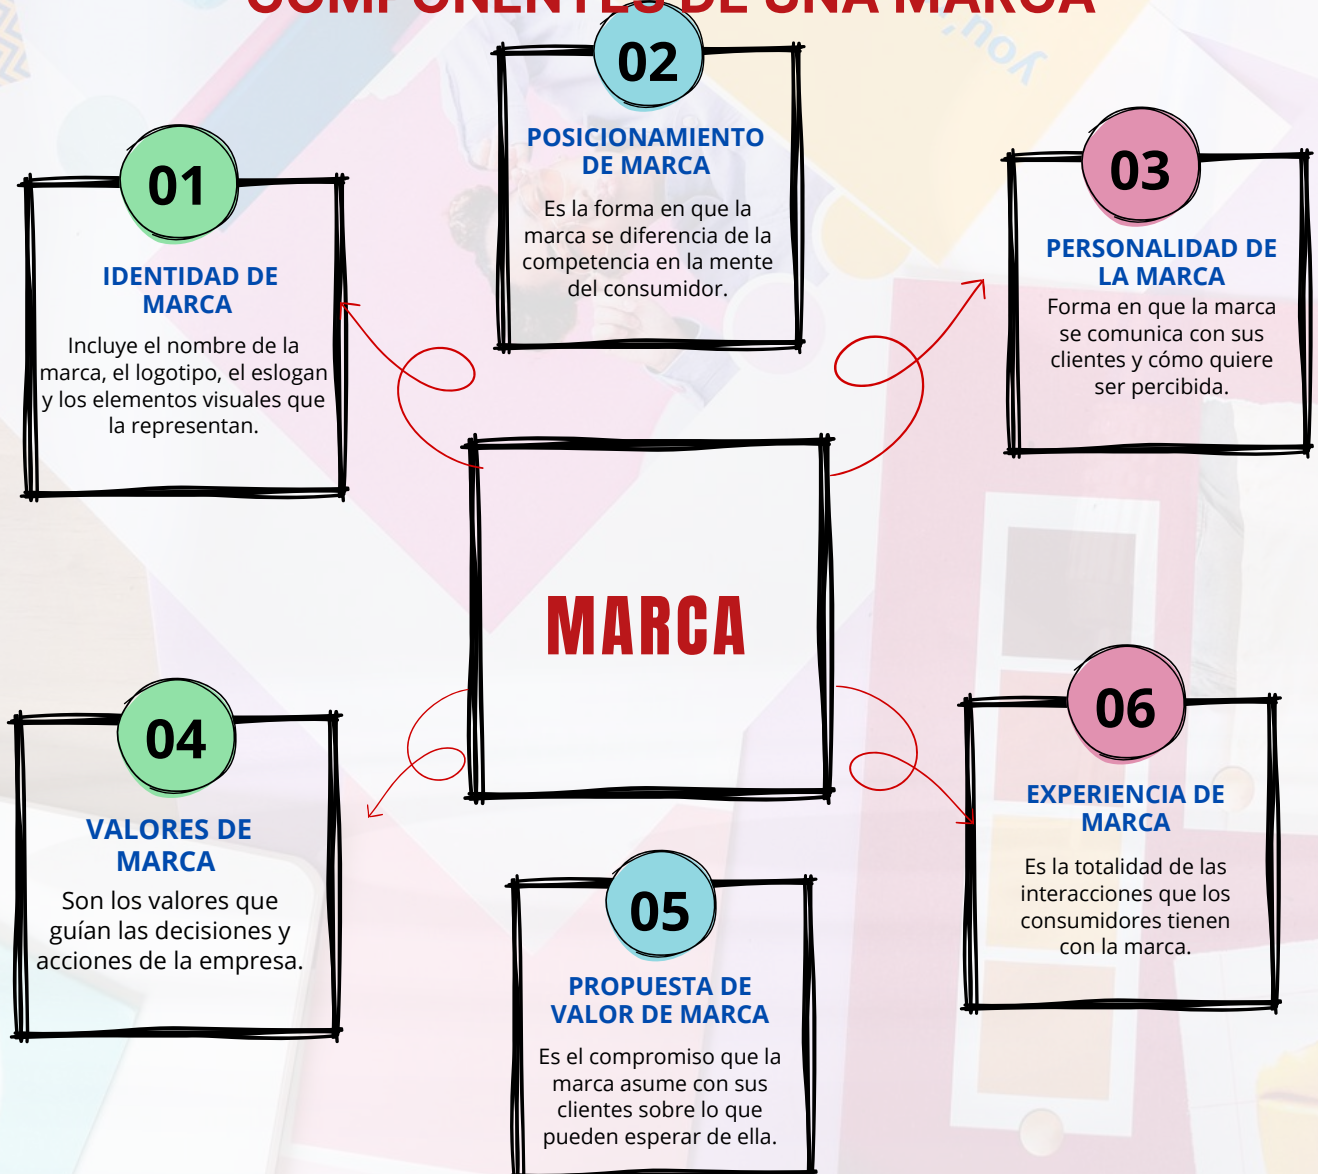 COMPONENTES DE UNA MARCA
01
IDENTIDAD DE
MARCA
Incluye el nombre de la
marca, el logotipo, el eslogan
y los elementos visuales que
la representan.
02
POSICIONAMIENTO
DE MARCA
Es la forma en que la
marca se diferencia de la
competencia en la mente
del consumidor.
03
PERSONALIDAD DE
LA MARCA
Forma en que la marca
se comunica con sus
clientes y cómo quiere
ser percibida.
MARCA
04
VALORES DE
MARCA
Son los valores que
guían las decisiones y
acciones de la empresa.
05
PROPUESTA DE
VALOR DE MARCA
Es el compromiso que la
marca asume con sus
clientes sobre lo que
pueden esperar de ella.
06
EXPERIENCIA DE
MARCA
Es la totalidad de las
interacciones que los
consumidores tienen
con la marca.